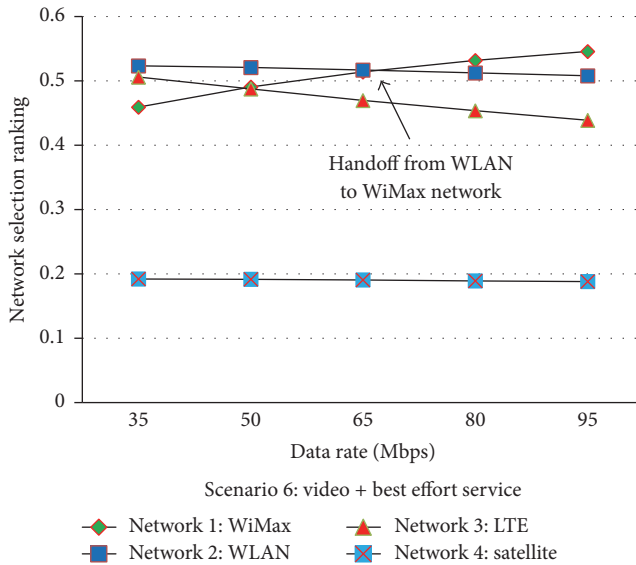 0.6
0.5
0.4
0.3
0.2
0.1
0
Network selection ranking
Handoff from WLAN
to WiMax network
35 50 65 80 95
Data rate (Mbps)
Scenario 6: video + best effort service
Network 1: WiMax
Network 2: WLAN
Network 3: LTE
Network 4: satellite